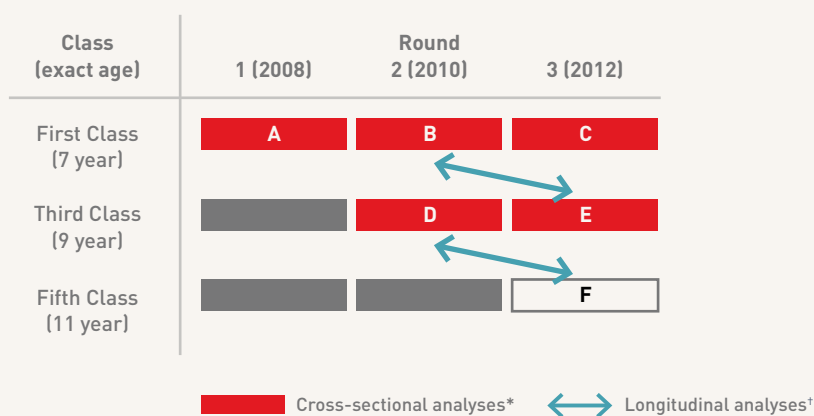 Class
(exact age)
Round
1 (2008)
2 (2010)
3 (2012)
First Class
(7 year)
A
B
C
Third Class
(9 year)
D
E
Fifth Class
(11 year)
F
Cross-sectional analyses*
Longitudinal analyses†